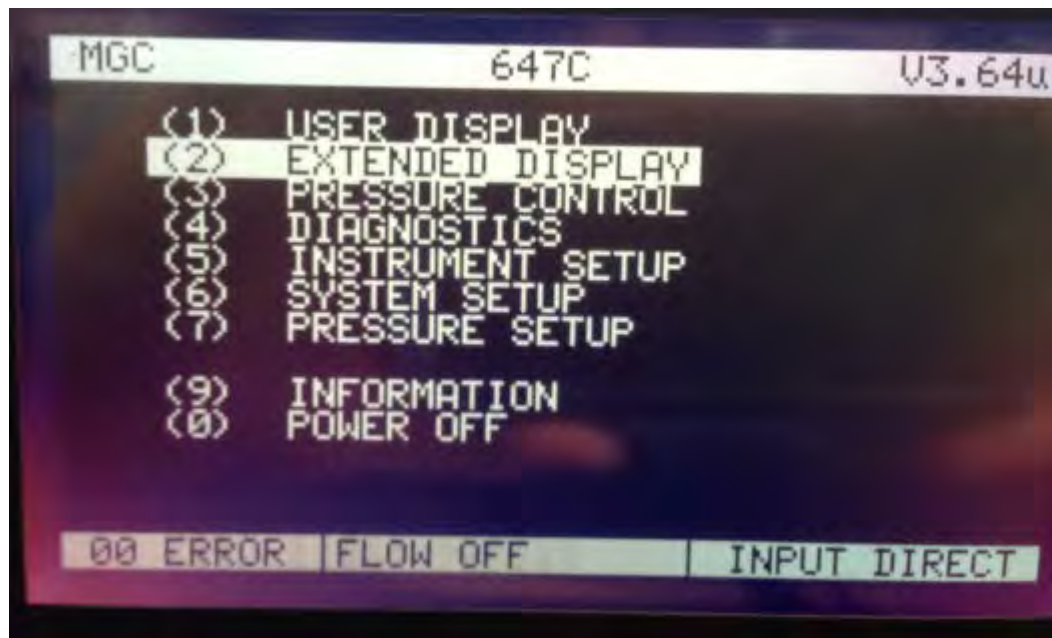 MGC 647C V3.64u
(1) USER DISPLAY
(2) EXTENDED DISPLAY
(3) PRESSURE CONTROL
(4) DIAGNOSTICS
(5) INSTRUMENT SETUP
(6) SYSTEM SETUP
(7) PRESSURE SETUP
(9) INFORMATION
(0) POWER OFF
00 ERROR |FLOW OFF | INPUT DIRECT